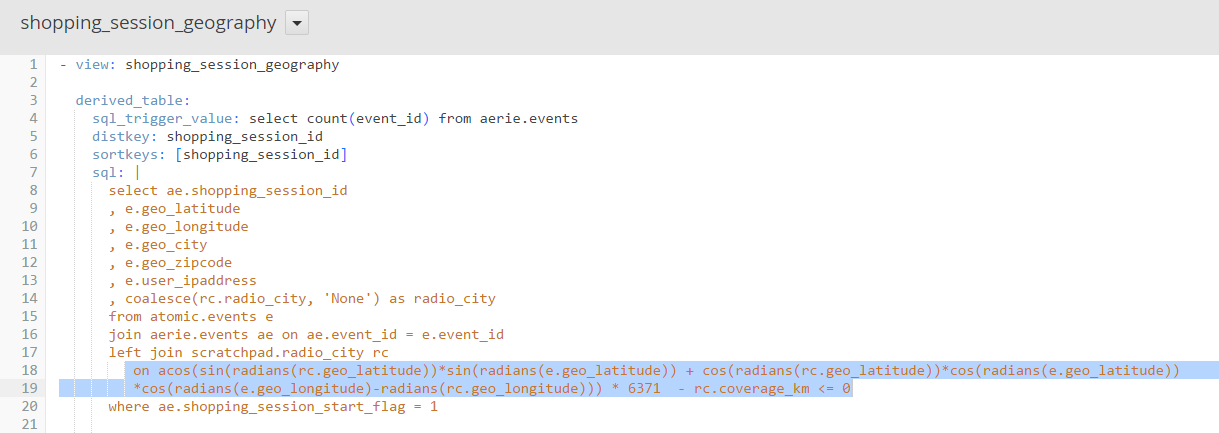 shopping_session_geography
1 - view: shopping_session_geography
2
3 derived_table:
4 sql_trigger_value: select count(event_id) from aerie.events
5 distkey: shopping_session_id
6 sortkeys: [shopping_session_id]
7 sql: |
8 select ae.shopping_session_id
9 , e.geo_latitude
10 , e.geo_longitude
11 , e.geo_city
12 , e.geo_zipcode
13 , e.user_ipaddress
14 , coalesce(rc.radio_city, 'None') as radio_city
15 from atomic.events e
16 join aerie.events ae on ae.event_id = e.event_id
17 left join scratchpad.radio_city rc
18 on acos(sin(radians(rc.geo_latitude))*sin(radians(e.geo_latitude)) + cos(radians(rc.geo_latitude))*cos(radians(e.geo_latitude))
19 *cos(radians(e.geo_longitude)-radians(rc.geo_longitude))) * 6371  - rc.coverage_km <= 0
20 where ae.shopping_session_start_flag = 1
21